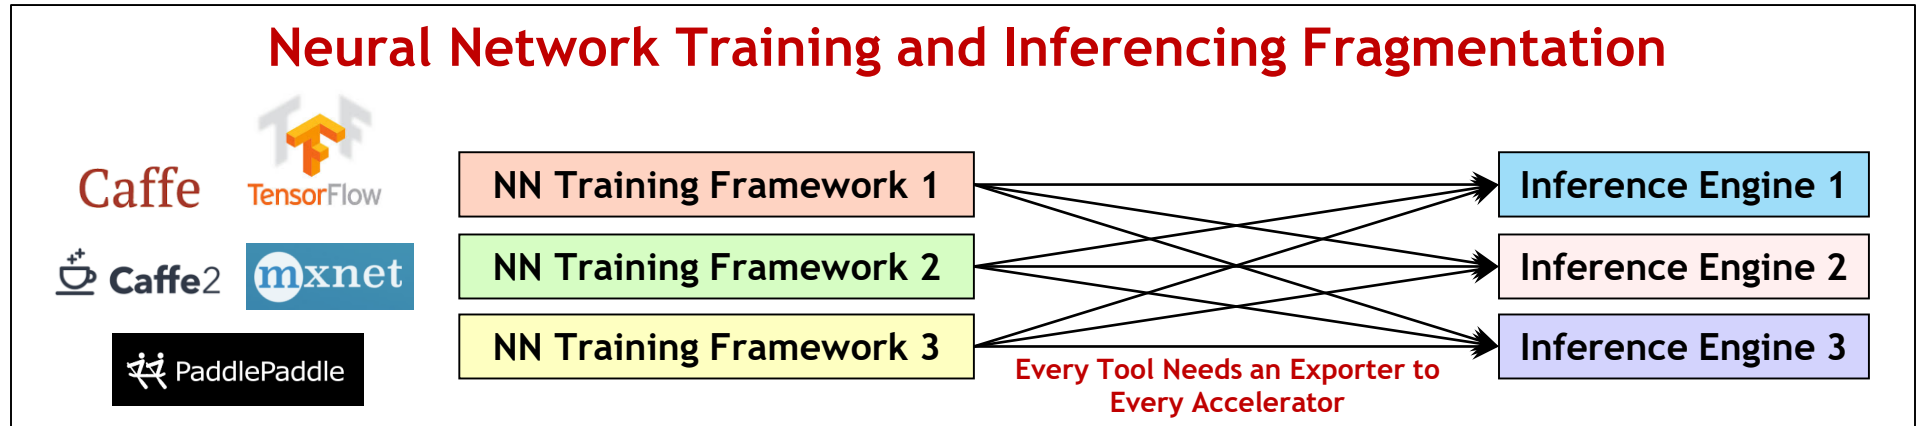 Neural Network Training and Inferencing Fragmentation
Caffe
TensorFlow
Caffe2
mxnet
PaddlePaddle
NN Training Framework 1
NN Training Framework 2
NN Training Framework 3
Every Tool Needs an Exporter to
Every Accelerator
Inference Engine 1
Inference Engine 2
Inference Engine 3